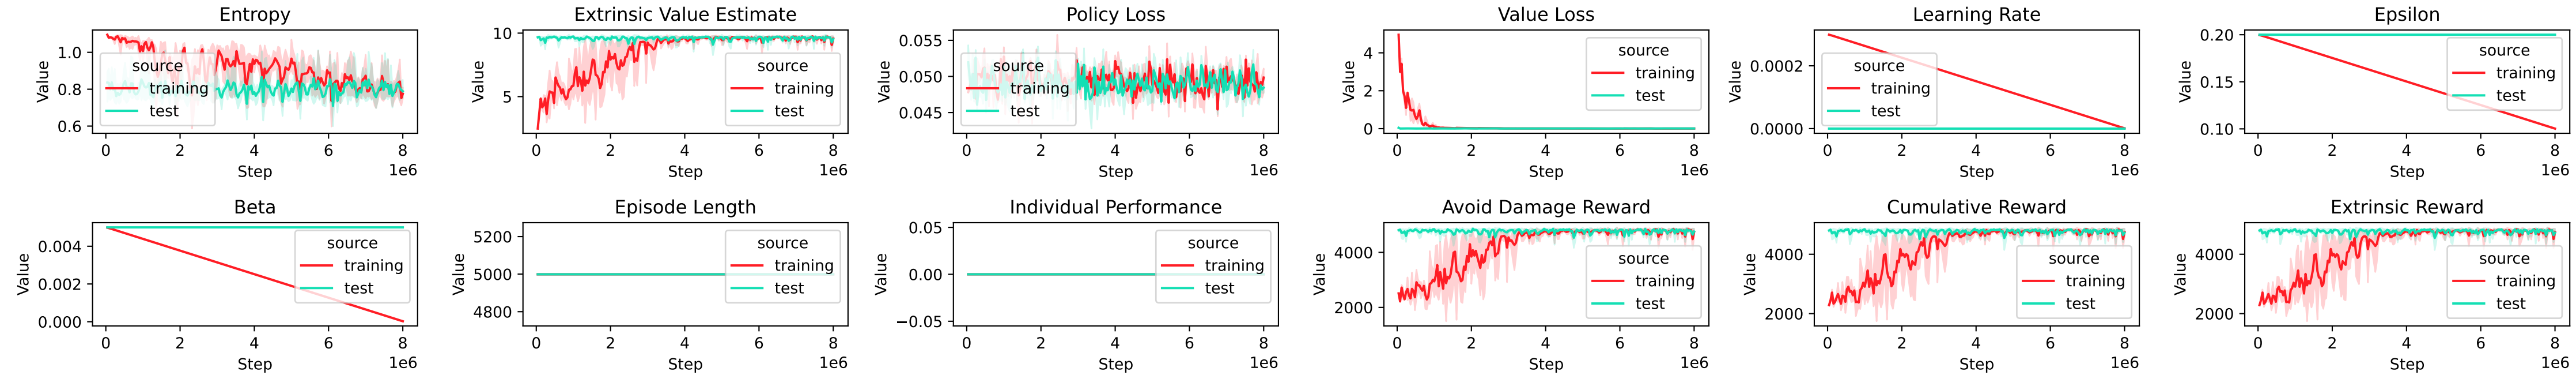 Entropy
Value
1.0
0.8
0.6
source
training
test
0 2 4 6 8
Step
1e6
Extrinsic Value Estimate
Value
10
5
source
training
test
0 2 4 6 8
Step
1e6
Policy Loss
Value
0.055
0.050
0.045
source
training
test
0 2 4 6 8
Step
1e6
Value Loss
Value
4
2
0
source
training
test
0 2 4 6 8
Step
1e6
Learning Rate
Value
0.0002
0.0000
source
training
test
0 2 4 6 8
Step
1e6
Epsilon
Value
0.20
0.15
0.10
source
training
test
0 2 4 6 8
Step
1e6
Beta
Value
0.004
0.002
0.000
source
training
test
0 2 4 6 8
Step
1e6
Episode Length
Value
5200
5000
4800
source
training
test
0 2 4 6 8
Step
1e6
Individual Performance
Value
0.05
0.00
−0.05
source
training
test
0 2 4 6 8
Step
1e6
Avoid Damage Reward
Value
4000
2000
source
training
test
0 2 4 6 8
Step
1e6
Cumulative Reward
Value
4000
2000
source
training
test
0 2 4 6 8
Step
1e6
Extrinsic Reward
Value
4000
2000
source
training
test
0 2 4 6 8
Step
1e6